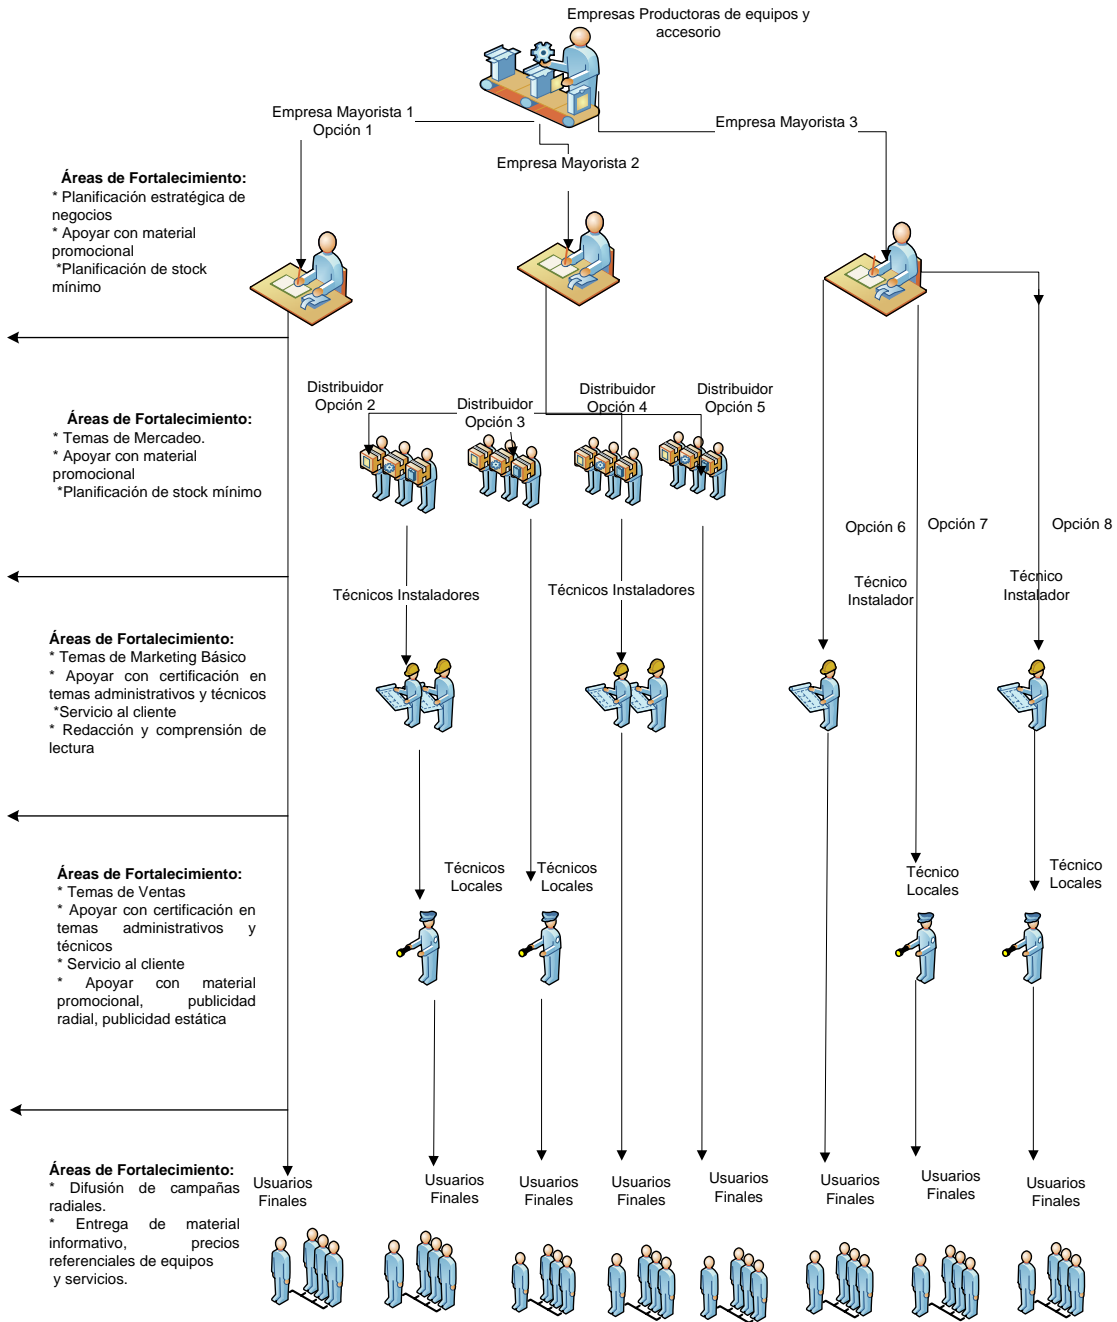 Empresas Productoras de equipos y
accesorio
Empresa Mayorista 1
Opción 1
Empresa Mayorista 2
Empresa Mayorista 3
Áreas de Fortalecimiento:
* Planificación estratégica de
negocios
* Apoyar con material
promocional
*Planificación de stock
mínimo
Distribuidor
Opción 2
Distribuidor
Opción 3
Distribuidor
Opción 4
Distribuidor
Opción 5
Áreas de Fortalecimiento:
* Temas de Mercadeo.
* Apoyar con material
promocional
*Planificación de stock mínimo
Opción 6
Opción 7
Opción 8
Técnicos Instaladores
Técnicos Instaladores
Técnico
Instalador
Técnico
Instalador
Áreas de Fortalecimiento:
* Temas de Marketing Básico
* Apoyar con certificación en
temas administrativos y técnicos
*Servicio al cliente
* Redacción y comprensión de
lectura
Técnicos
Locales
Técnicos
Locales
Técnico
Locales
Técnico
Locales
Áreas de Fortalecimiento:
* Temas de Ventas
* Apoyar con certificación en
temas administrativos y
técnicos
* Servicio al cliente
* Apoyar con material
promocional, publicidad
radial, publicidad estática
Áreas de Fortalecimiento:
* Difusión de campañas
radiales.
* Entrega de material
informativo, precios
referenciales de equipos
y servicios.
Usuarios
Finales
Usuarios
Finales
Usuarios
Finales
Usuarios
Finales
Usuarios
Finales
Usuarios
Finales
Usuarios
Finales
Usuarios
Finales